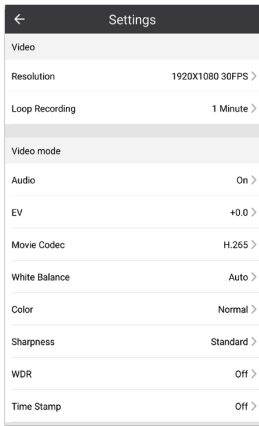 Settings
Video
Resolution 1920X1080 30FPS >
Loop Recording 1 Minute >
Video mode
Audio On >
EV +0.0 >
Movie Codec H.265 >
White Balance Auto >
Color Normal >
Sharpness Standard >
WDR Off >
Time Stamp Off >